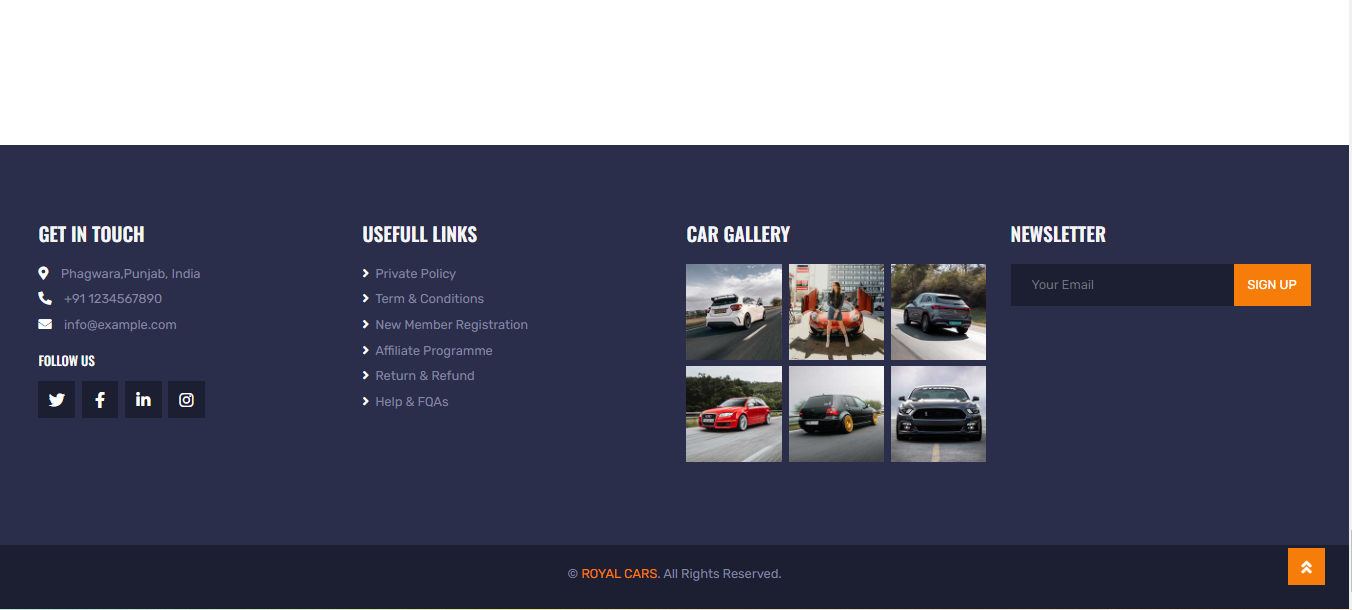 GET IN TOUCH
Phagwara,Punjab, India
+91 1234567890
info@example.com
FOLLOW US
USEFULL LINKS
Private Policy
Term & Conditions
New Member Registration
Affiliate Programme
Return & Refund
Help & FQAs
CAR GALLERY
NEWSLETTER
Your Email
SIGN UP
© ROYAL CARS. All Rights Reserved.